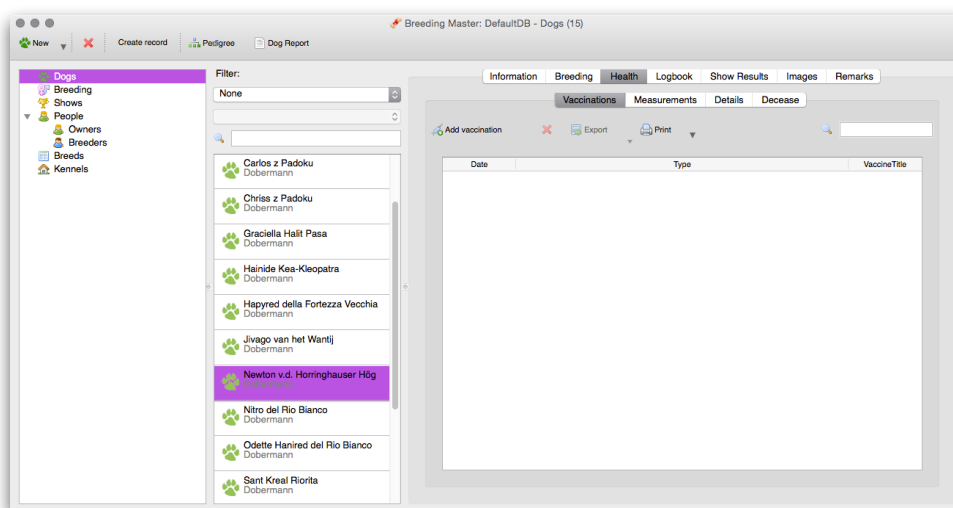 Breeding Master: DefaultDB - Dogs (15)
New
Create record
Pedigree
Dog Report
Dogs
Breeding
Shows
People
Owners
Breeders
Breeds
Kennels
Filter:
None
Carlos z Padoku
Dobermann
Chriss z Padoku
Dobermann
Graciella Halit Pasa
Dobermann
Hainide Kea-Kleopatra
Dobermann
Hapyred della Fortezza Vecchia
Dobermann
Jivago van het Wantij
Dobermann
Newton v.d. Horringhauser Hög
Dobermann
Nitro del Rio Bianco
Dobermann
Odette Hanired del Rio Bianco
Dobermann
Sant Kreal Riorita
Dobermann
Information Breeding Health Logbook Show Results Images Remarks
Vaccinations Measurements Details Decease
Add vaccination Export Print
Date Type VaccineTitle